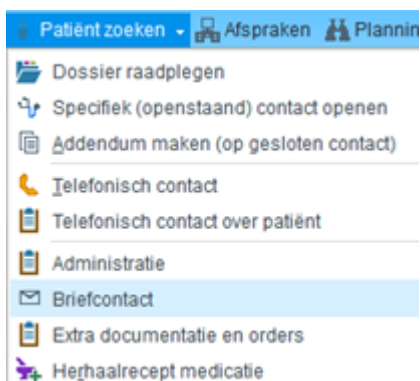 Patiënt zoeken Afspraken Plannin
Dossier raadplegen
Specifiek (openstaand) contact openen
Addendum maken (op gesloten contact)
Telefonisch contact
Telefonisch contact over patiënt
Administratie
Briefcontact
Extra documentatie en orders
Herhaalrecept medicatie